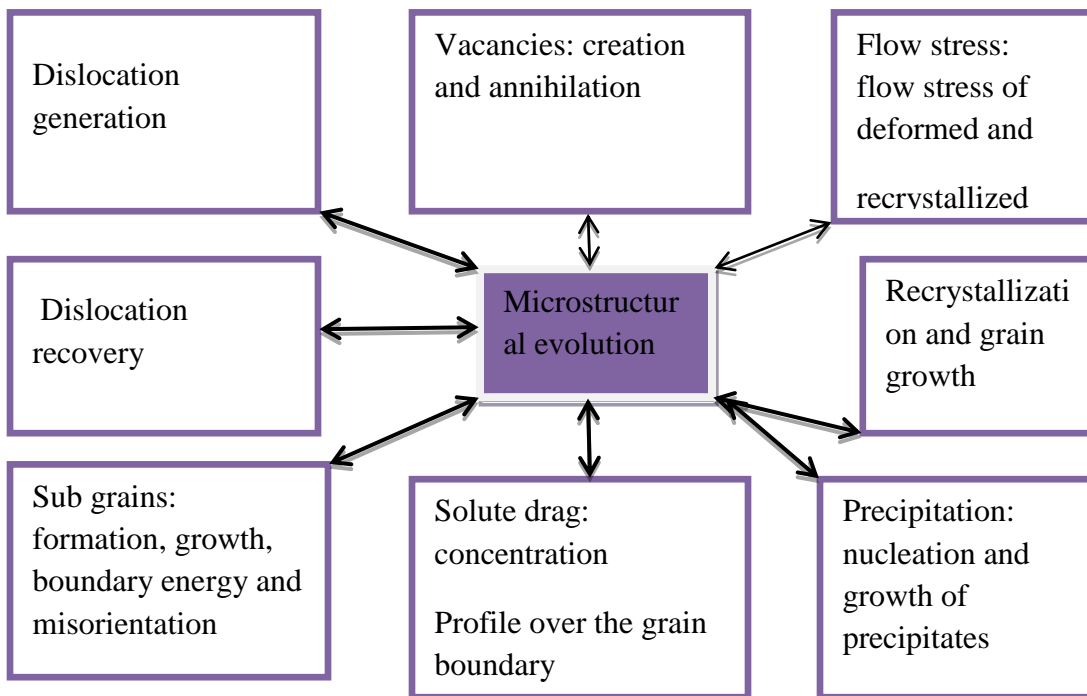 Dislocation
generation
Vacancies: creation
and annihilation
Flow stress:
flow stress of
deformed and
recrystallized
Dislocation
recovery
Microstructur
al evolution
Recrystallizati
on and grain
growth
Sub grains:
formation, growth,
boundary energy and
misorientation
Solute drag:
concentration
Profile over the grain
boundary
Precipitation:
nucleation and
growth of
precipitates